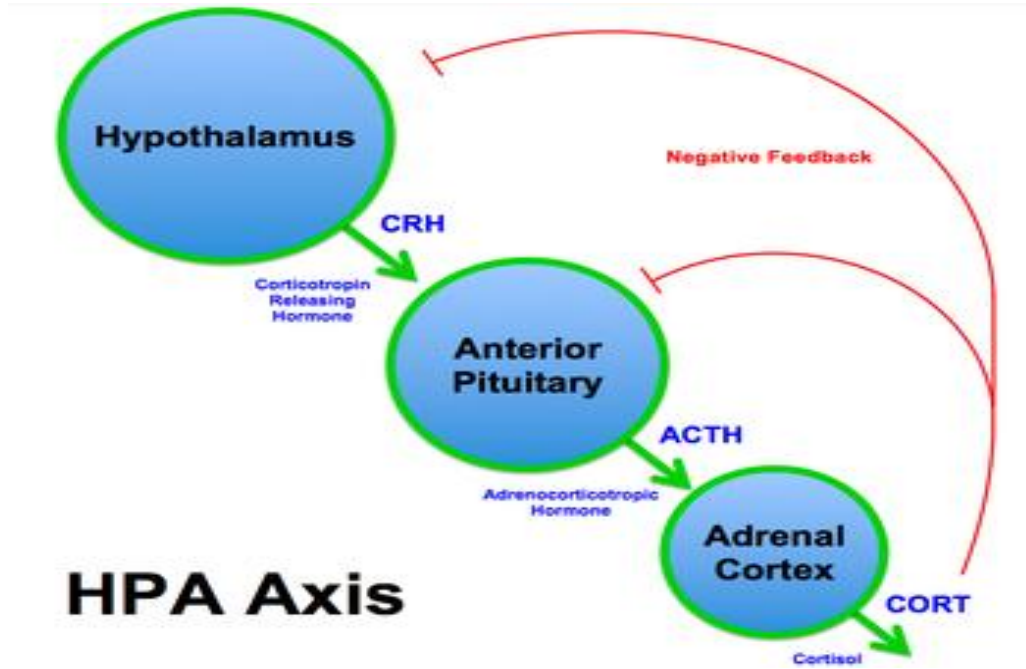 Hypothalamus
Negative Feedback
CRH
Corticotropin
Releasing
Hormone
Anterior
Pituitary
ACTH
Adrenocorticotropic
Hormone
Adrenal
Cortex
HPA Axis
CORT
Cortisol